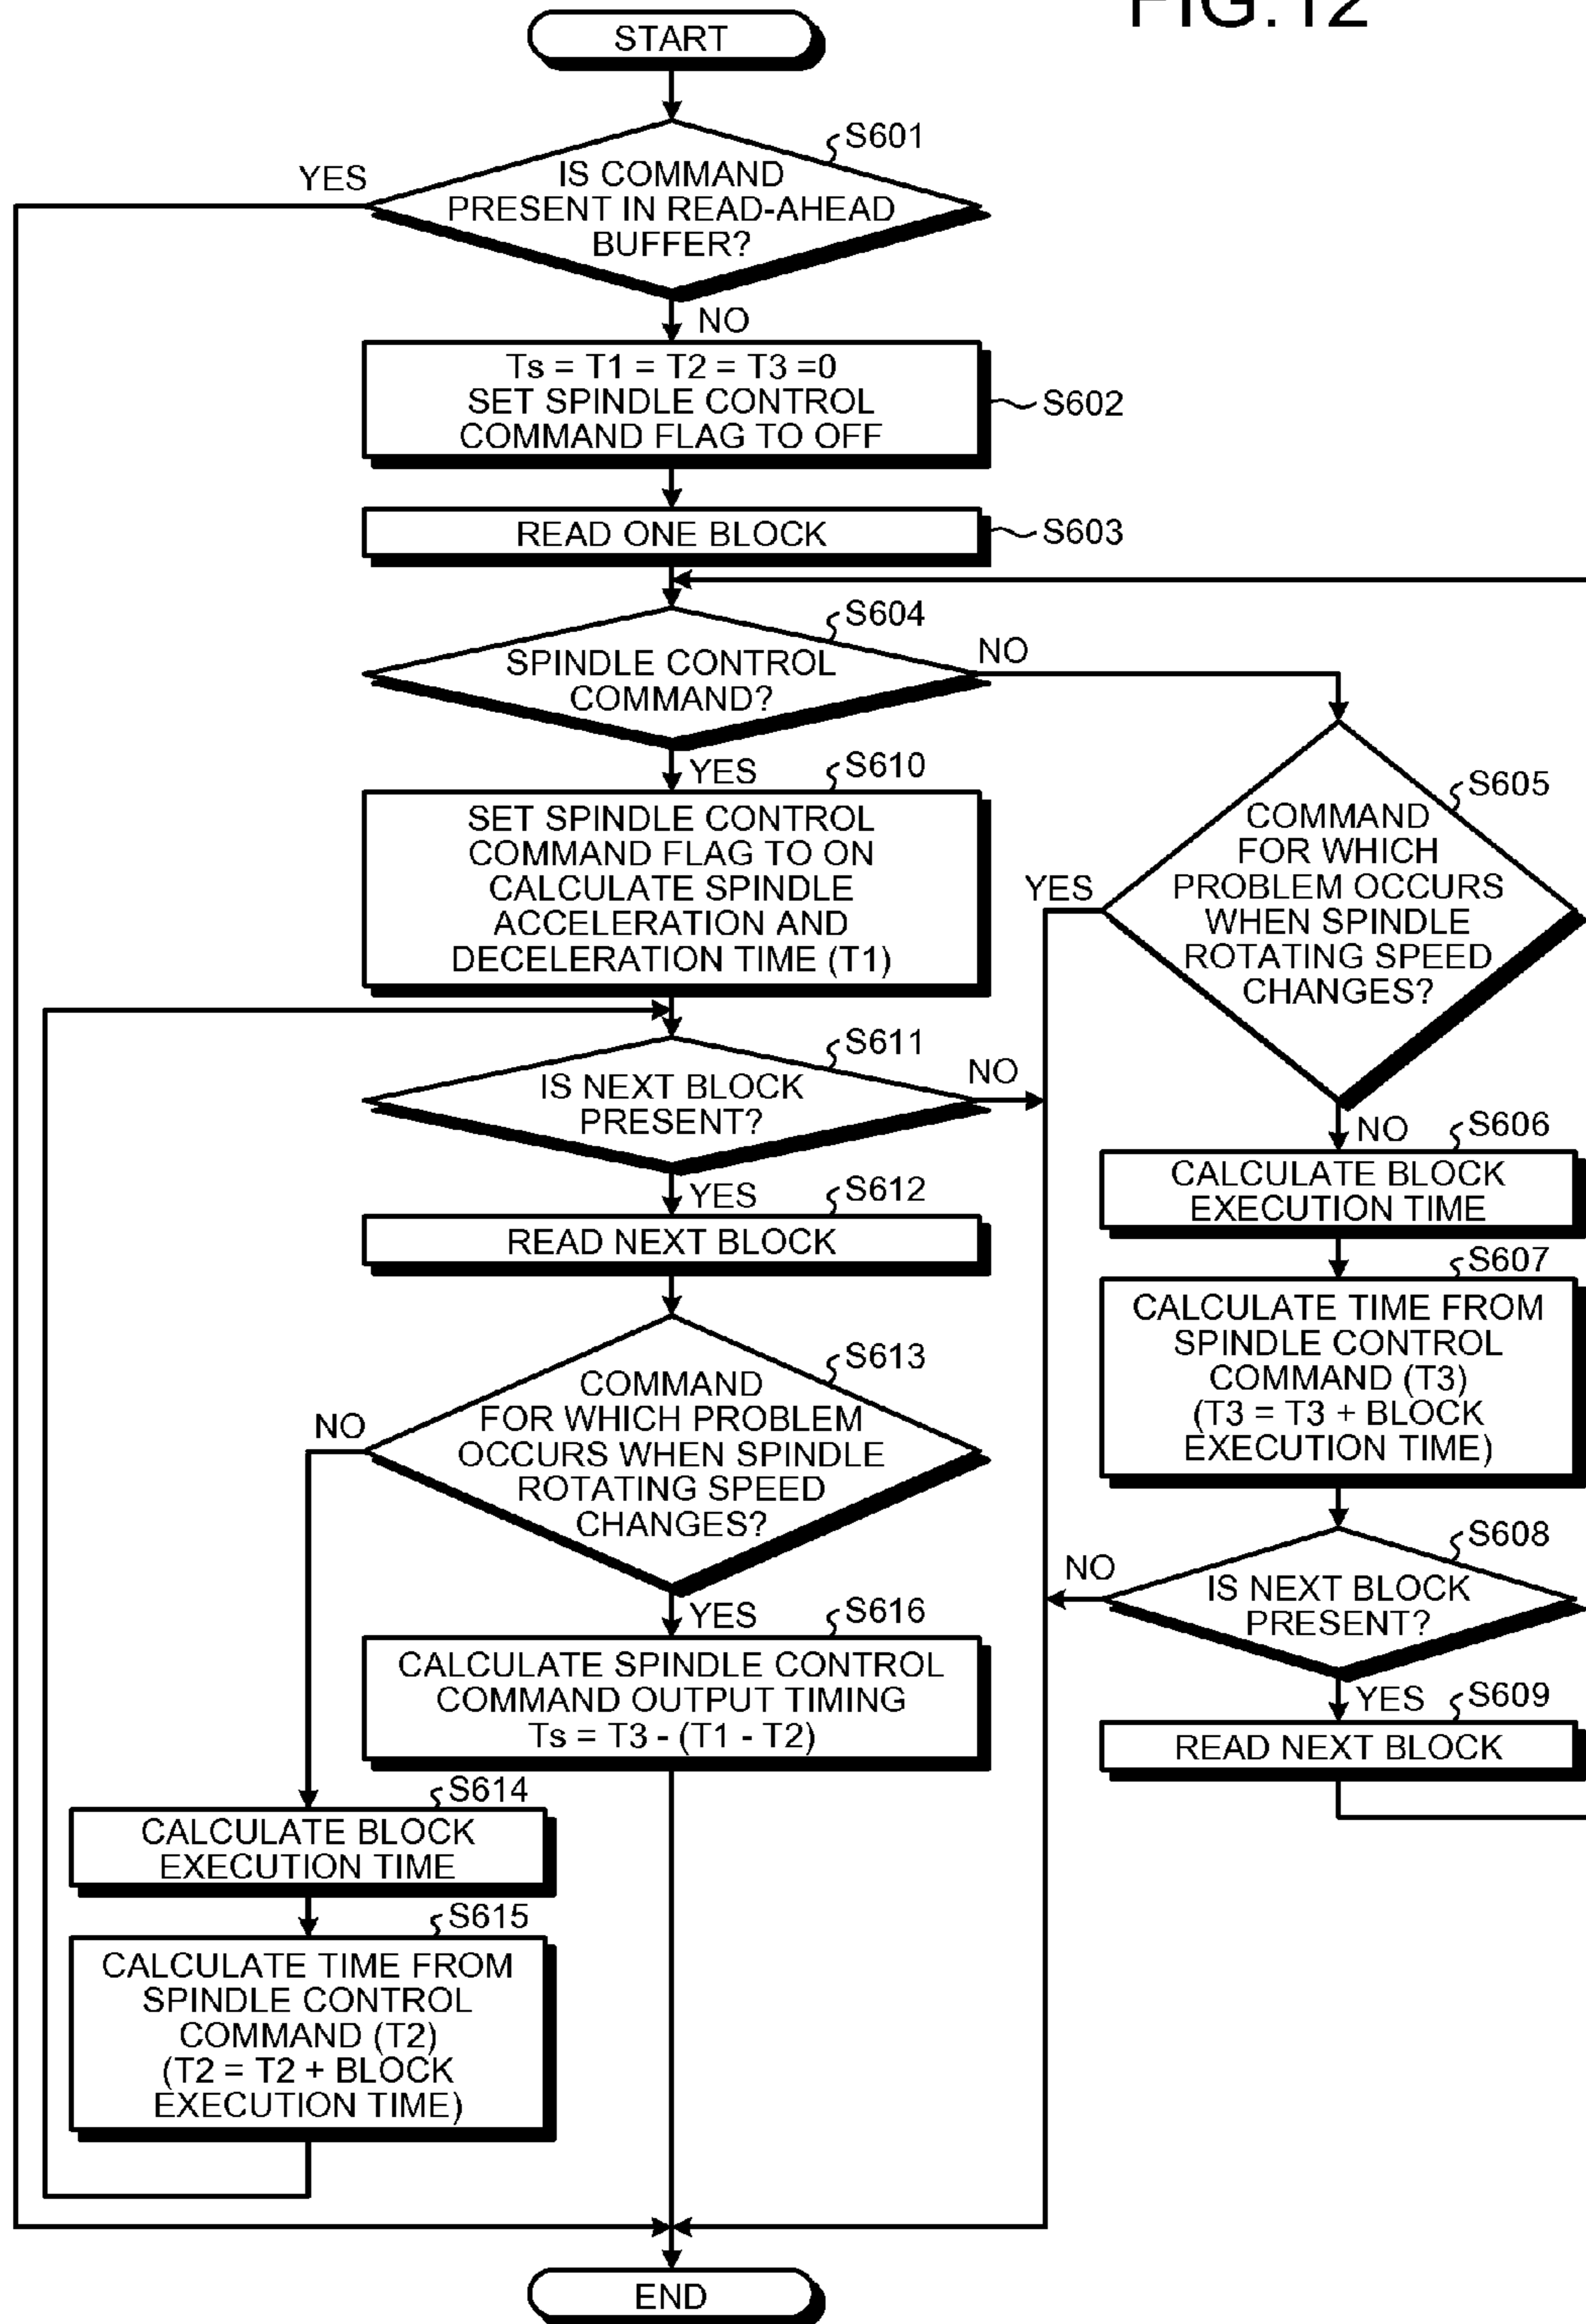 FIG.12
START
S601
YES
IS COMMAND
PRESENT IN READ-AHEAD
BUFFER?
NO
Ts = T1 = T2 = T3 =0
SET SPINDLE CONTROL
COMMAND FLAG TO OFF
S602
READ ONE BLOCK
S603
S604
SPINDLE CONTROL
COMMAND?
NO
YES
S605
COMMAND
FOR WHICH
PROBLEM OCCURS
WHEN SPINDLE
ROTATING SPEED
CHANGES?
YES
NO
S606
CALCULATE BLOCK
EXECUTION TIME
S607
CALCULATE TIME FROM
SPINDLE CONTROL
COMMAND (T3)
(T3 = T3 + BLOCK
EXECUTION TIME)
S608
NO
IS NEXT BLOCK
PRESENT?
YES
S609
READ NEXT BLOCK
S610
SET SPINDLE CONTROL
COMMAND FLAG TO ON
CALCULATE SPINDLE
ACCELERATION AND
DECELERATION TIME (T1)
S611
IS NEXT BLOCK
PRESENT?
NO
YES
S612
READ NEXT BLOCK
S613
COMMAND
FOR WHICH PROBLEM
OCCURS WHEN SPINDLE
ROTATING SPEED
CHANGES?
NO
YES
S616
CALCULATE SPINDLE CONTROL
COMMAND OUTPUT TIMING
Ts = T3 - (T1 - T2)
S614
CALCULATE BLOCK
EXECUTION TIME
S615
CALCULATE TIME FROM
SPINDLE CONTROL
COMMAND (T2)
(T2 = T2 + BLOCK
EXECUTION TIME)
END